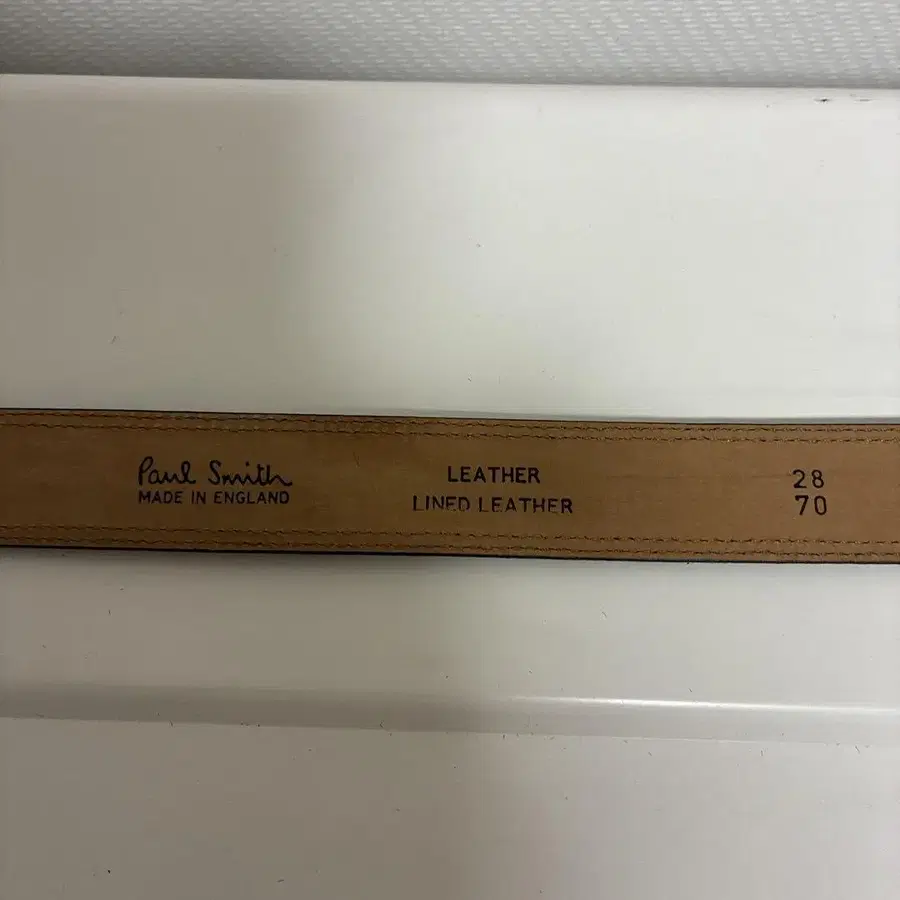 Paul Smith
MADE IN ENGLAND
LEATHER
LINED LEATHER
28
70